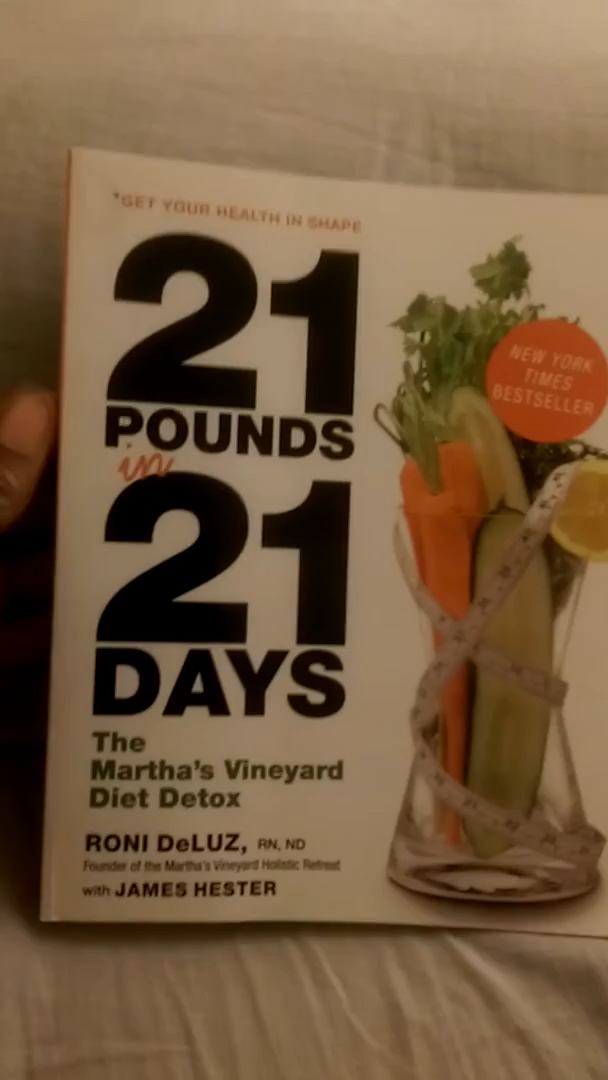 *GET YOUR HEALTH IN SHAPE
21
POUNDS
in
21
DAYS
The
Martha's Vineyard
Diet Detox
RONI DeLUZ, RN, ND
Founder of the Martha's Vineyard Holistic Retreat
with JAMES HESTER
NEW YORK
TIMES
BESTSELLER